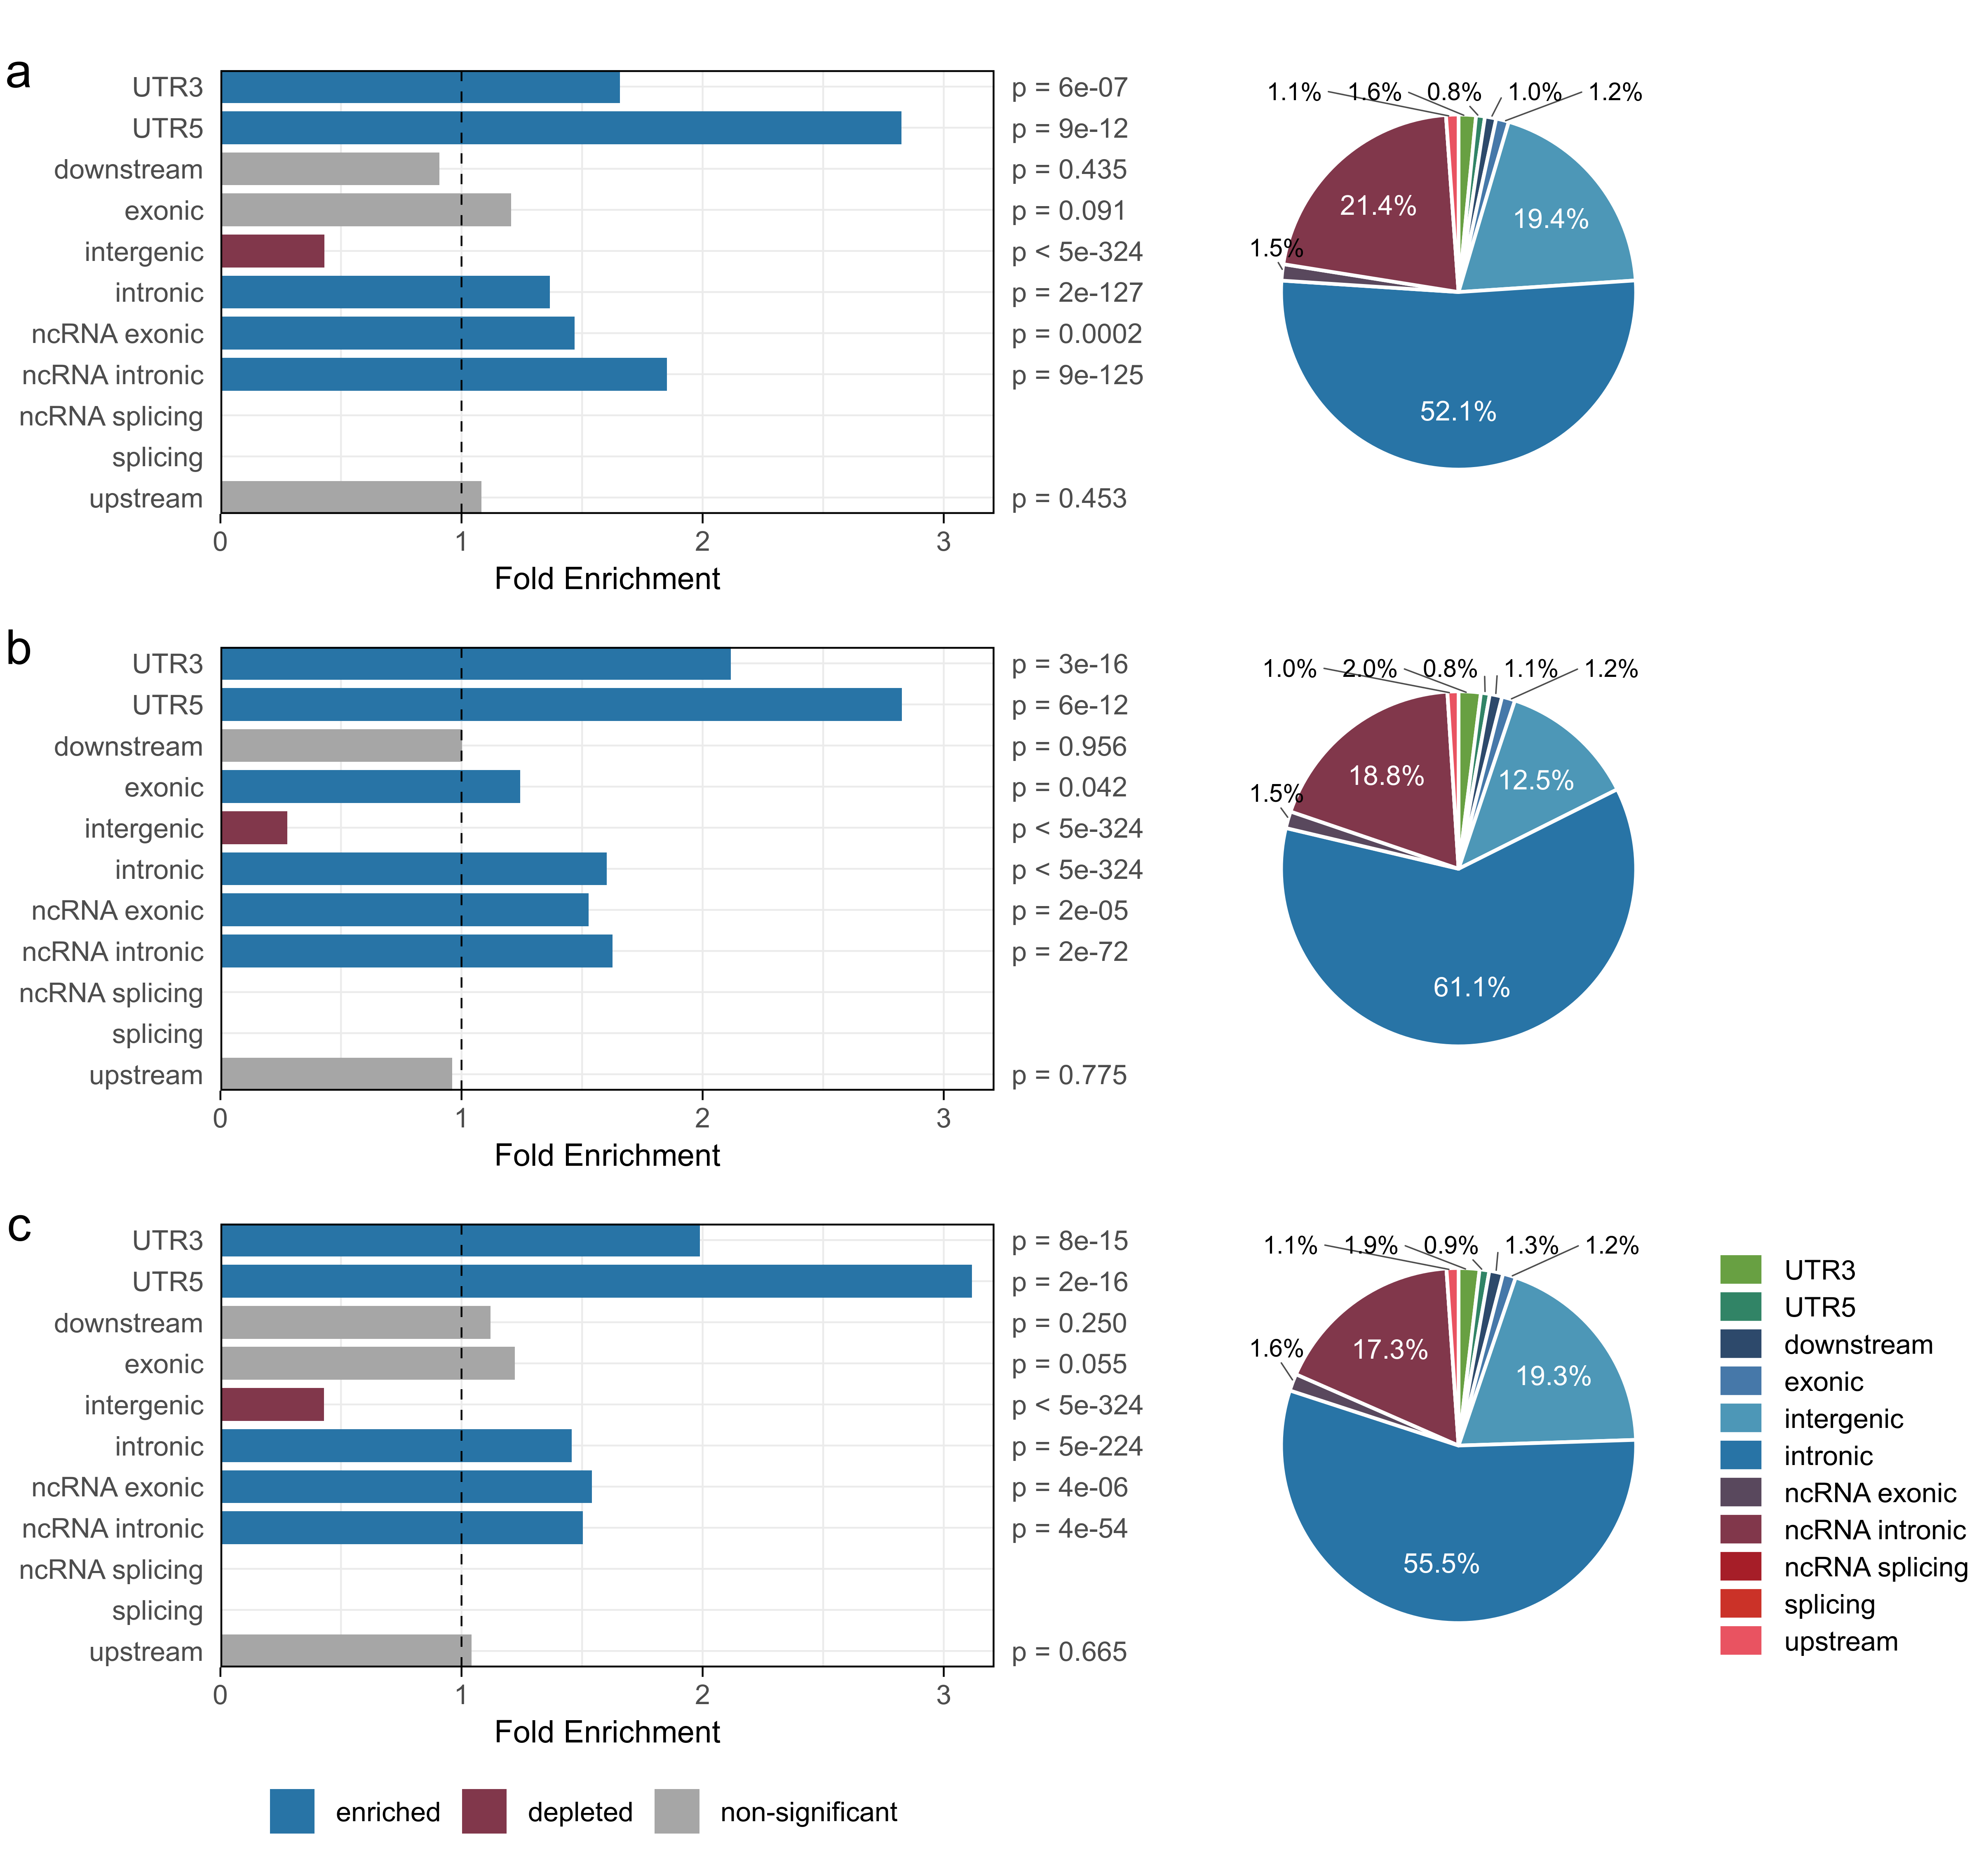 a
UTR3 p = 6e-07
UTR5 p = 9e-12
downstream p = 0.435
exonic p = 0.091
intergenic p < 5e-324
intronic p = 2e-127
ncRNA exonic p = 0.0002
ncRNA intronic p = 9e-125
ncRNA splicing
splicing
upstream p = 0.453
0 1 2 3
Fold Enrichment
1.1% 1.6% 0.8% 1.0% 1.2%
21.4% 19.4%
1.5%
52.1%
b
UTR3 p = 3e-16
UTR5 p = 6e-12
downstream p = 0.956
exonic p = 0.042
intergenic p < 5e-324
intronic p < 5e-324
ncRNA exonic p = 2e-05
ncRNA intronic p = 2e-72
ncRNA splicing
splicing
upstream p = 0.775
0 1 2 3
Fold Enrichment
1.0% 2.0% 0.8% 1.1% 1.2%
18.8% 12.5%
1.5%
61.1%
c
UTR3 p = 8e-15
UTR5 p = 2e-16
downstream p = 0.250
exonic p = 0.055
intergenic p < 5e-324
intronic p = 5e-224
ncRNA exonic p = 4e-06
ncRNA intronic p = 4e-54
ncRNA splicing
splicing
upstream p = 0.665
0 1 2 3
Fold Enrichment
1.1% 1.9% 0.9% 1.3% 1.2%
1.6% 17.3% 19.3%
55.5%
UTR3
UTR5
downstream
exonic
intergenic
intronic
ncRNA exonic
ncRNA intronic
ncRNA splicing
splicing
upstream
enriched depleted non-significant